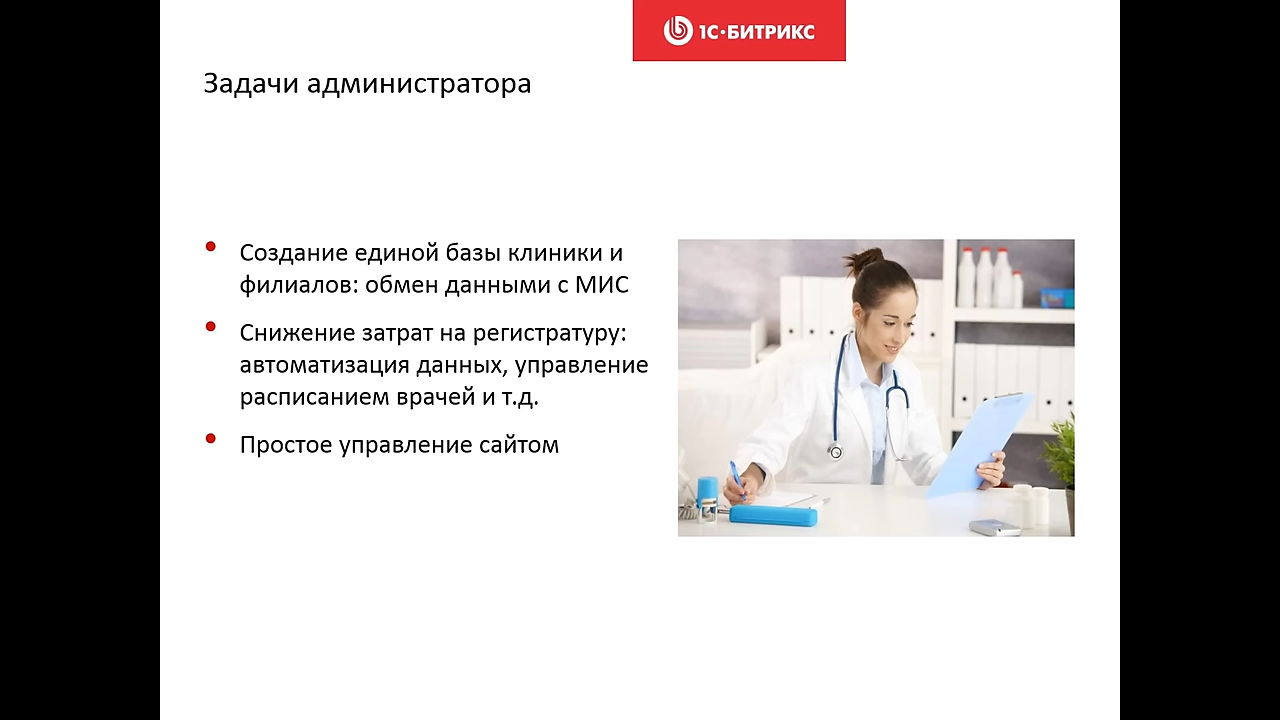 1С·БИТРИКС
Задачи администратора
• Создание единой базы клиники и
филиалов: обмен данными с МИС
• Снижение затрат на регистратуру:
автоматизация данных, управление
расписанием врачей и т.д.
• Простое управление сайтом